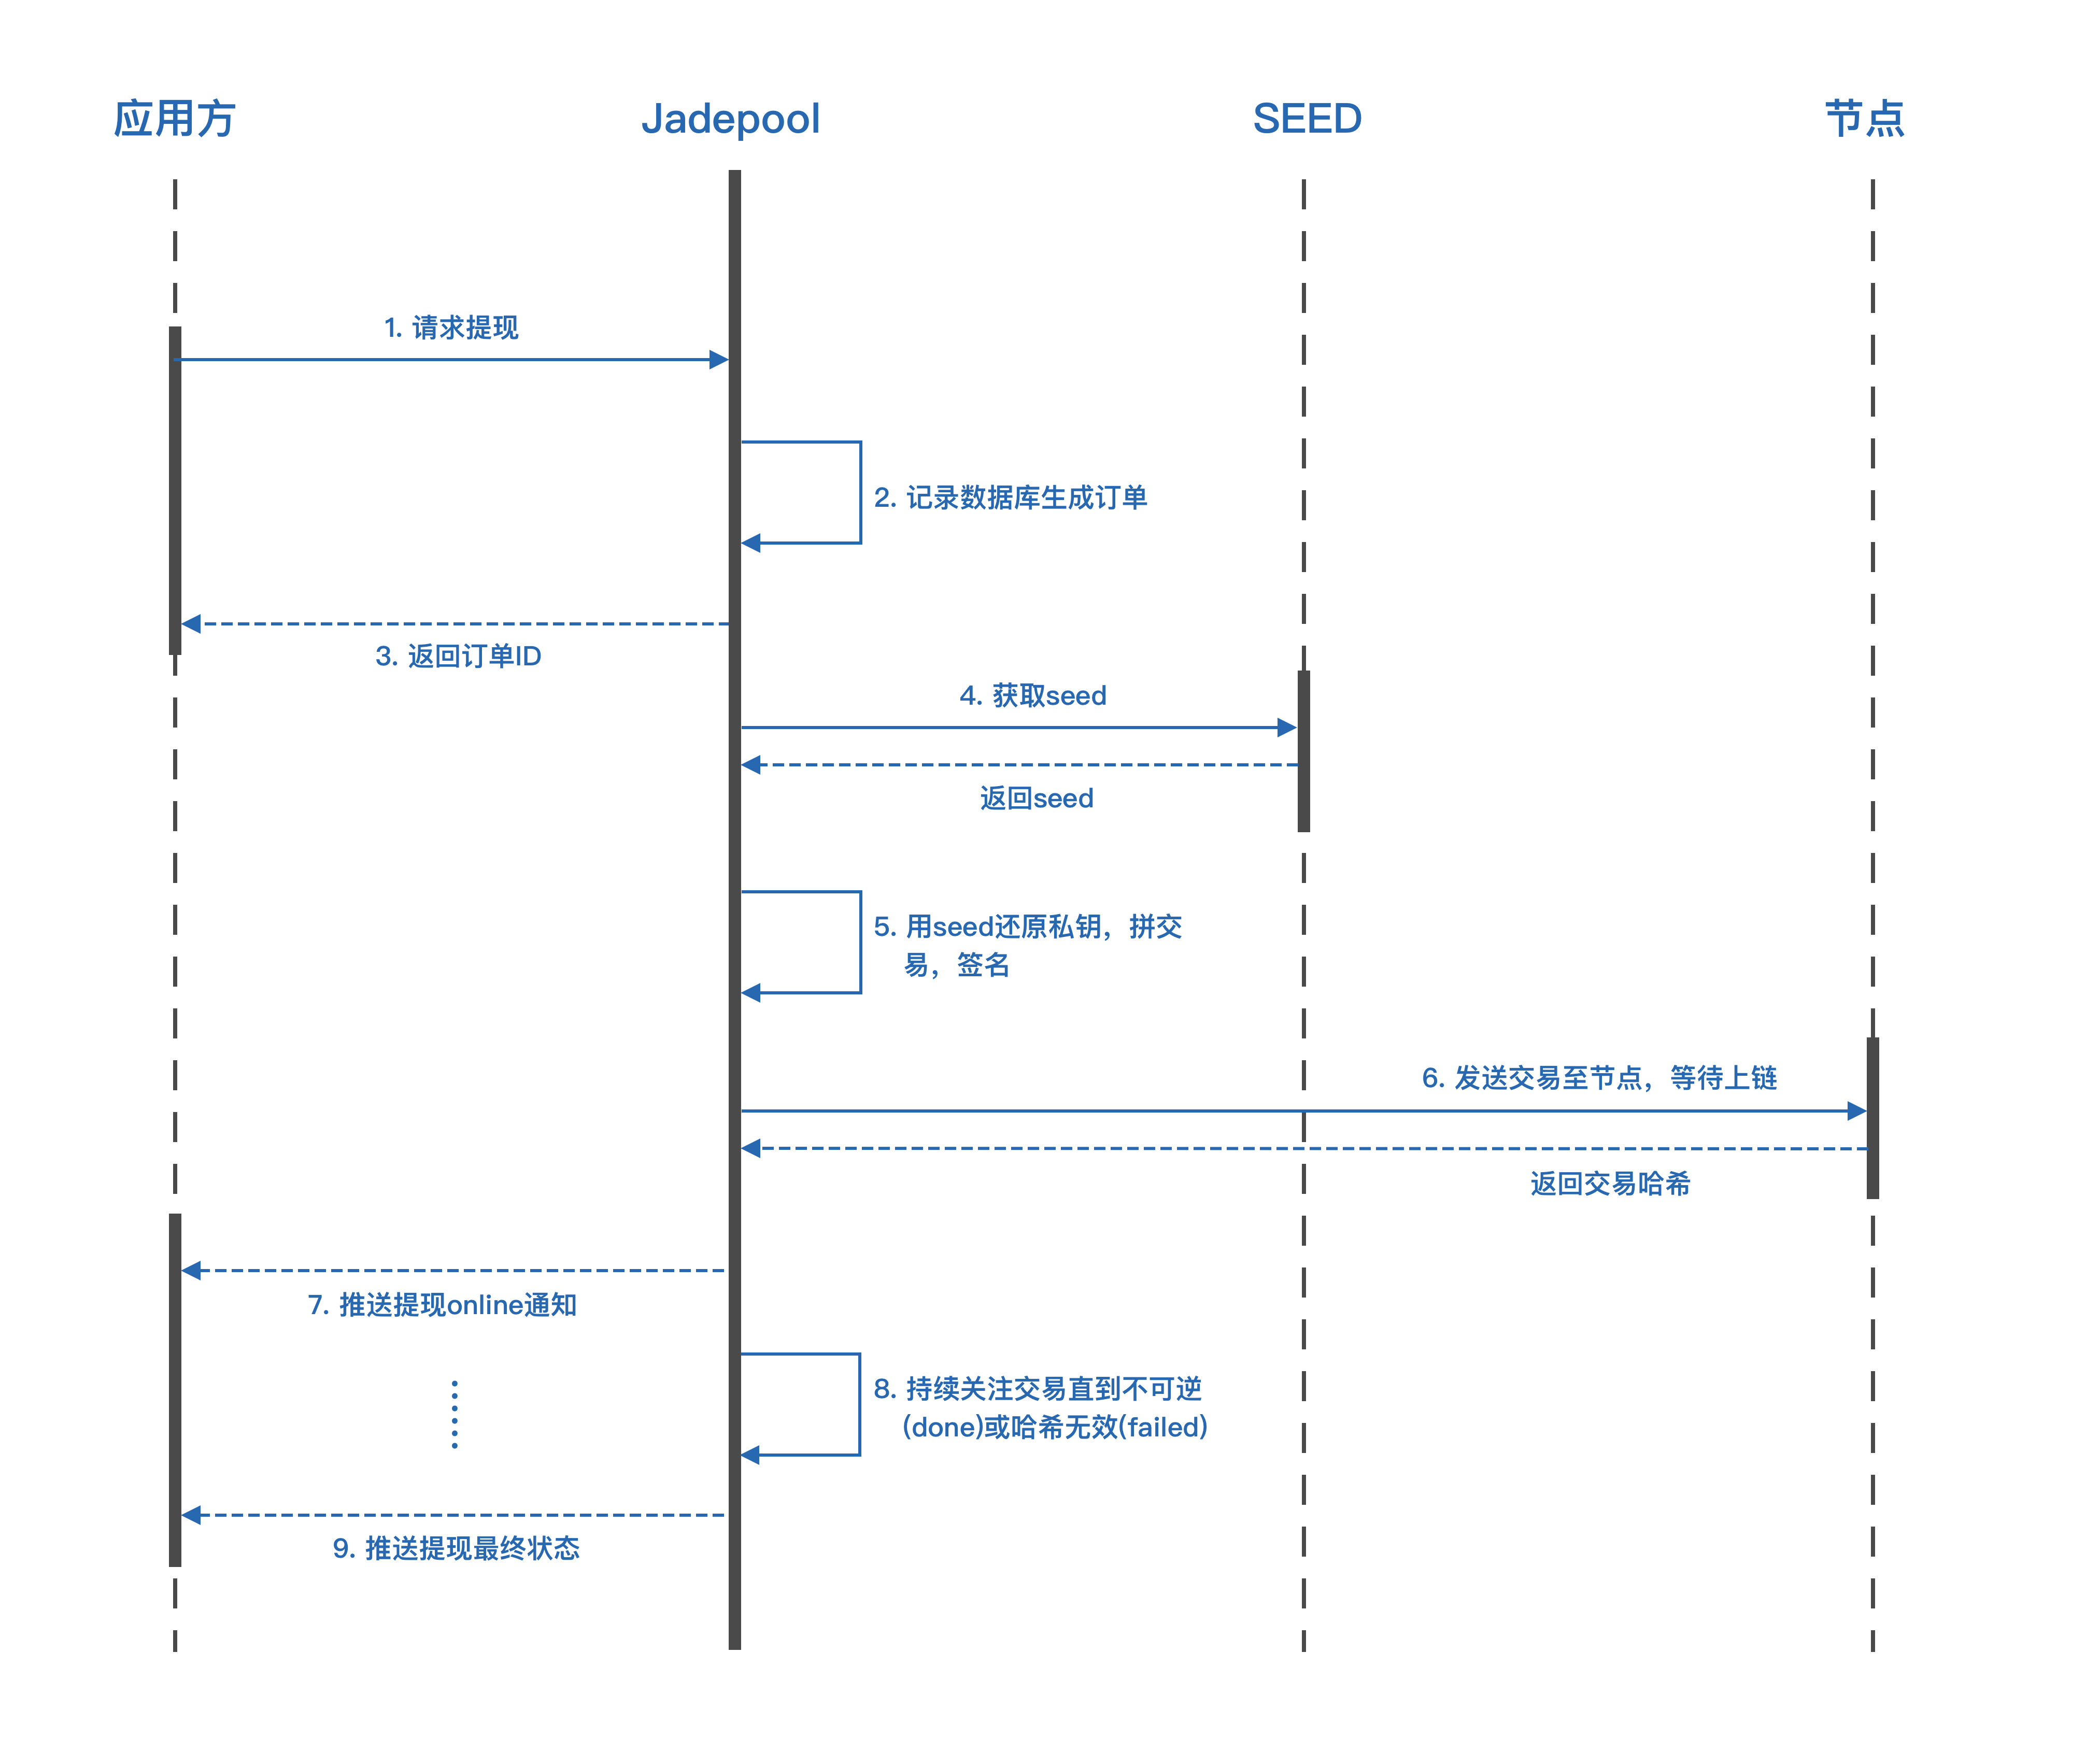 应用方
Jadepool
SEED
节点
1. 请求提现
2. 记录数据库生成订单
3. 返回订单ID
4. 获取seed
返回seed
5. 用seed还原私钥，拼交
易，签名
6. 发送交易至节点，等待上链
返回交易哈希
7. 推送提现online通知
8. 持续关注交易直到不可逆
(done)或哈希无效(failed)
9. 推送提现最终状态